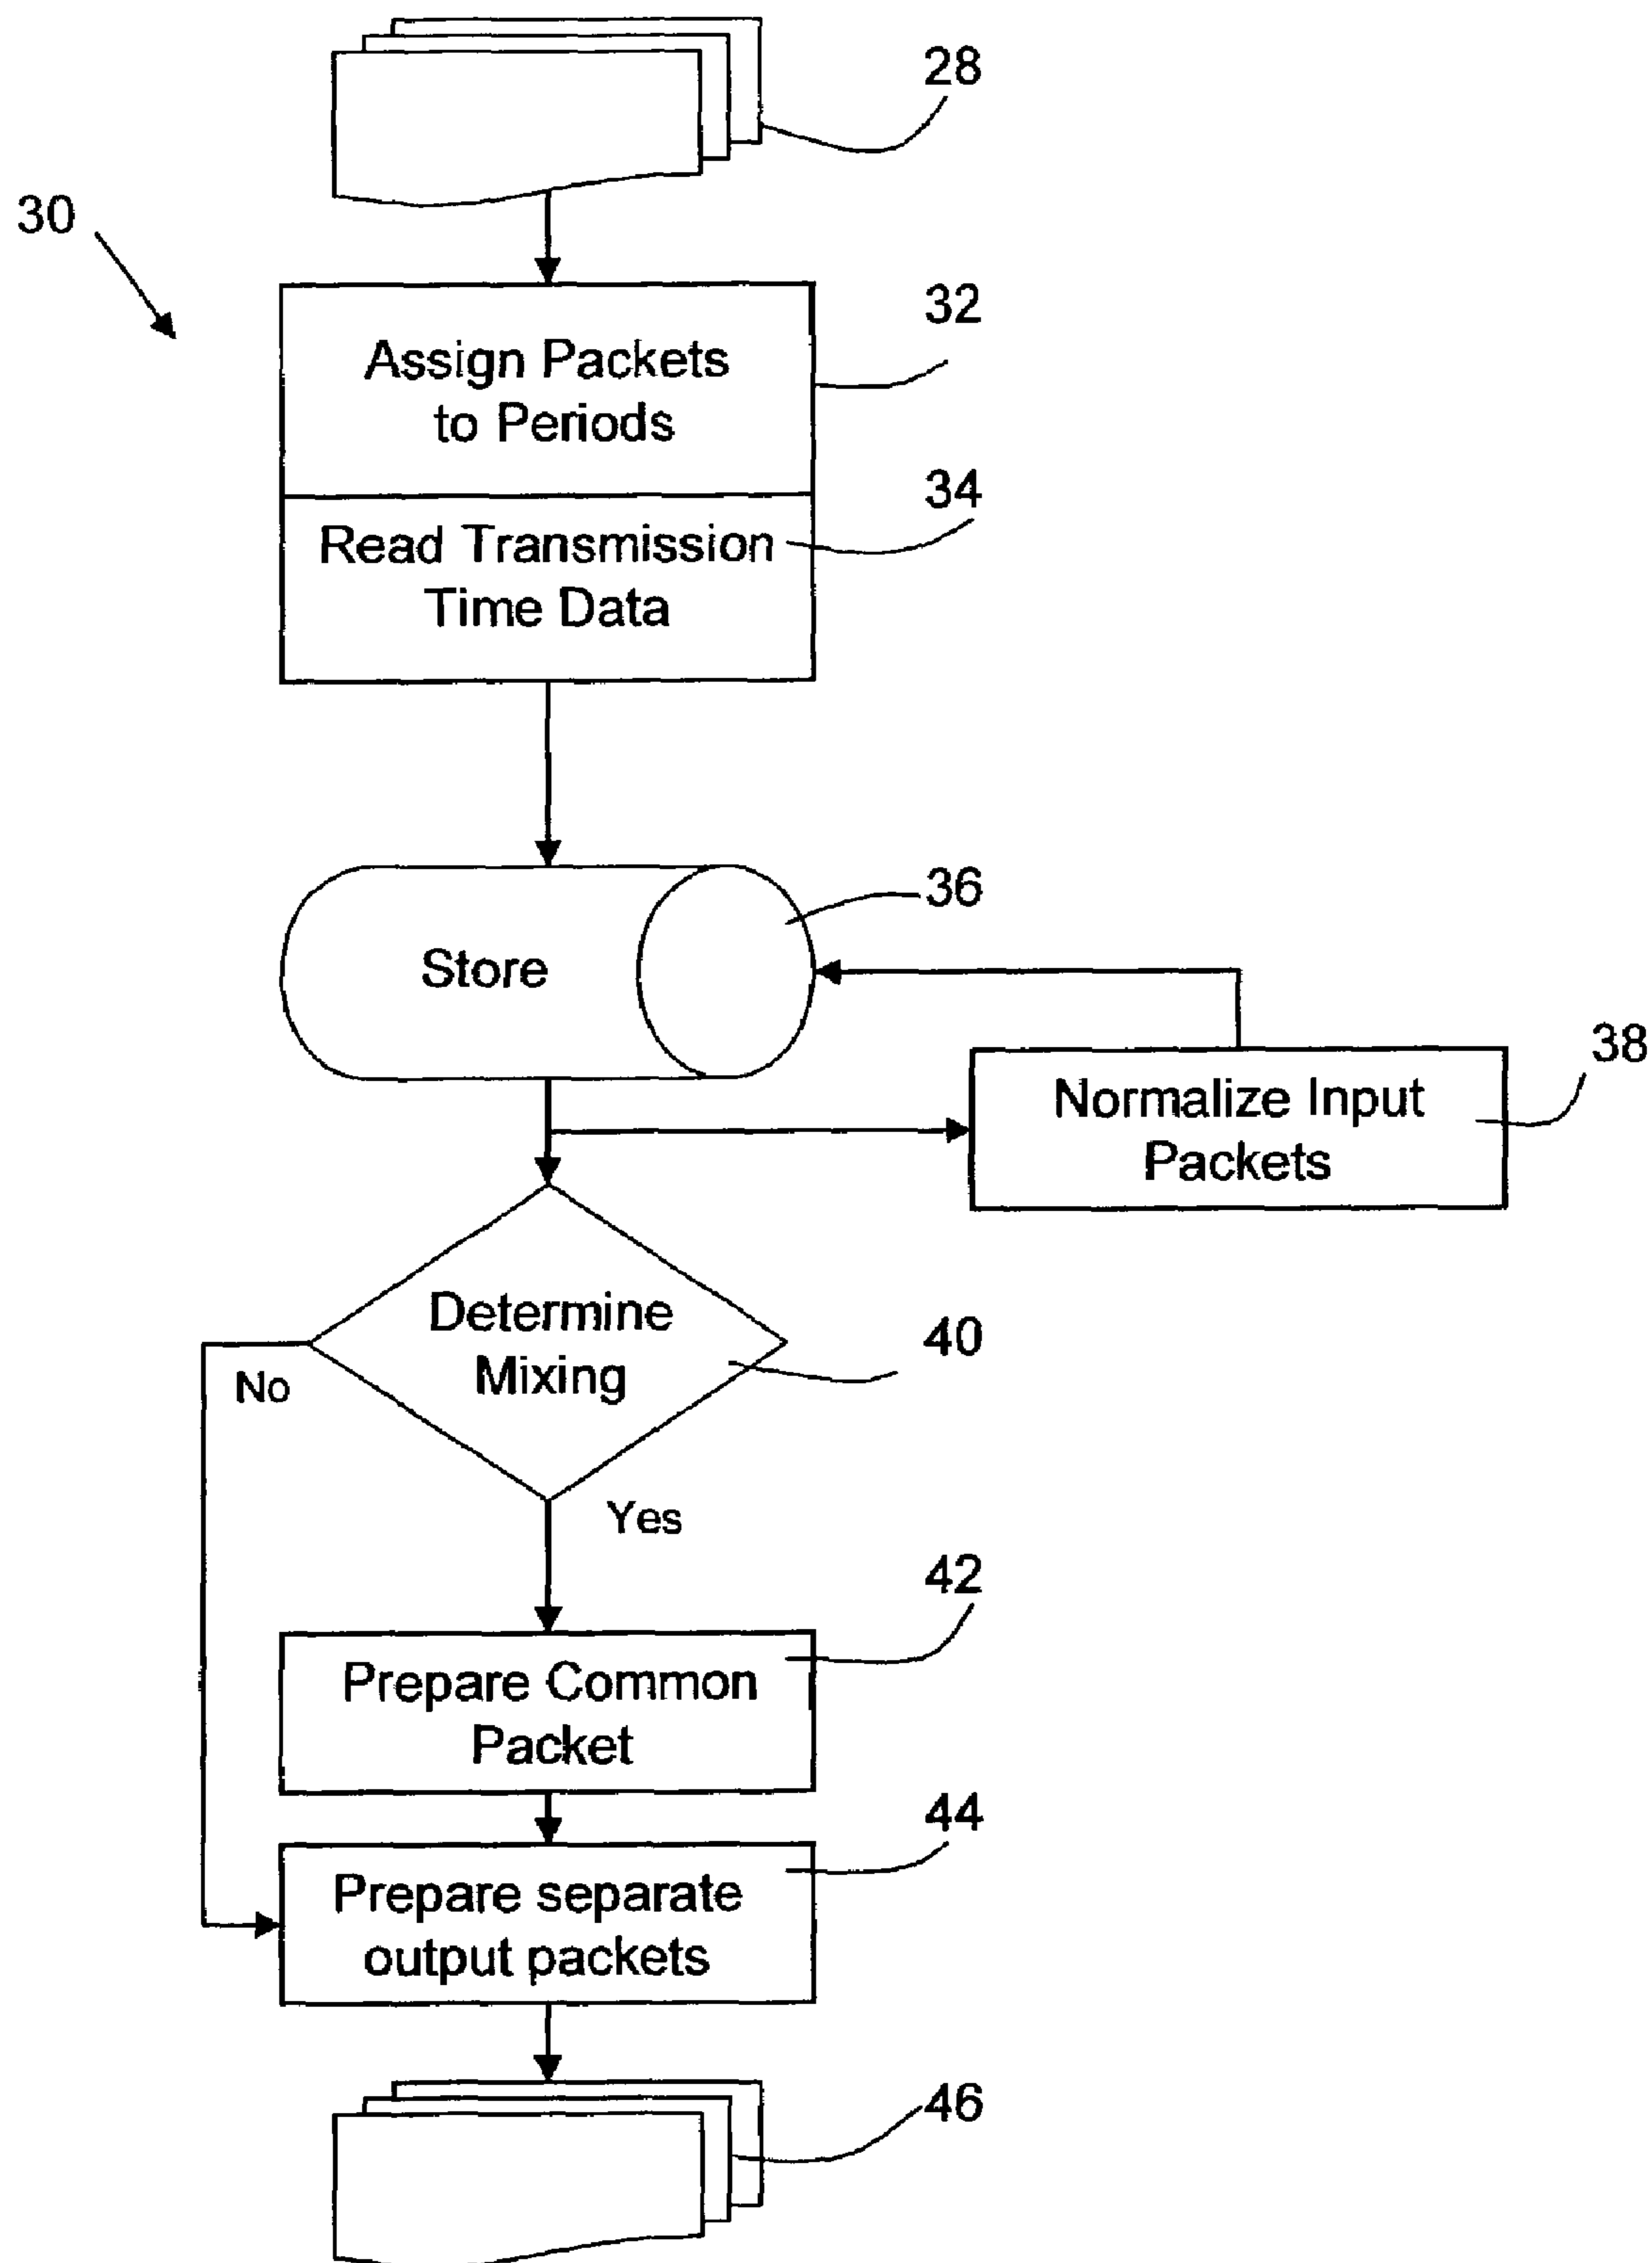 28
30
32
Assign Packets
to Periods
34
Read Transmission
Time Data
36
Store
38
Normalize Input
Packets
Determine
Mixing
40
No
Yes
42
Prepare Common
Packet
44
Prepare separate
output packets
46